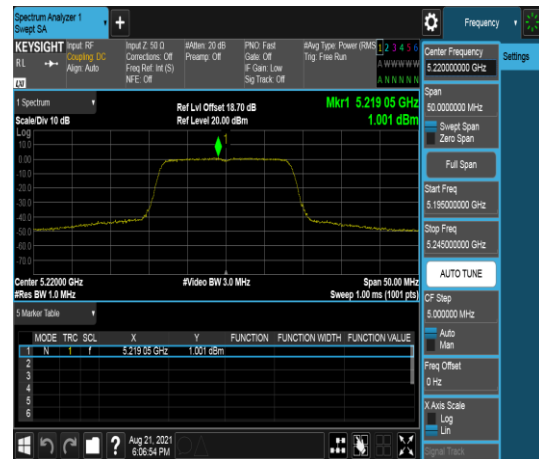 Spectrum Analyzer 1
Swept SA
+
Frequency
KEYSIGHT
RL
LXI
Input: RF
Coupling: DC
Align: Auto
Input Z: 50 Ω
Corrections: Off
Freq Ref: Int (S)
NFE: Off
#Atten: 20 dB
Preamp: Off
PNO: Fast
Gate: Off
IF Gain: Low
Sig Track: Off
#Avg Type: Power (RMS
Trig: Free Run
1 2 3 4 5 6
A WWWWW
A N N N N N
1 Spectrum
Scale/Div 10 dB
Ref Lvl Offset 18.70 dB
Ref Level 20.00 dBm
Mkr1 5.219 05 GHz
1.001 dBm
Log
10.0
0.00
-10.0
-20.0
-30.0
-40.0
-50.0
-60.0
-70.0
1
Center 5.22000 GHz
#Res BW 1.0 MHz
#Video BW 3.0 MHz
Span 50.00 MHz
Sweep 1.00 ms (1001 pts)
5 Marker Table
MODE TRC SCL X Y FUNCTION FUNCTION WIDTH FUNCTION VALUE
1 N 1 f 5.219 05 GHz 1.001 dBm
2
3
4
5
6
?
Aug 21, 2021
6:06:54 PM
Center Frequency
5.220000000 GHz
Settings
Span
50.0000000 MHz
Swept Span
Zero Span
Full Span
Start Freq
5.195000000 GHz
Stop Freq
5.245000000 GHz
AUTO TUNE
CF Step
5.000000 MHz
Auto
Man
Freq Offset
0 Hz
X Axis Scale
Log
Lin
Signal Track